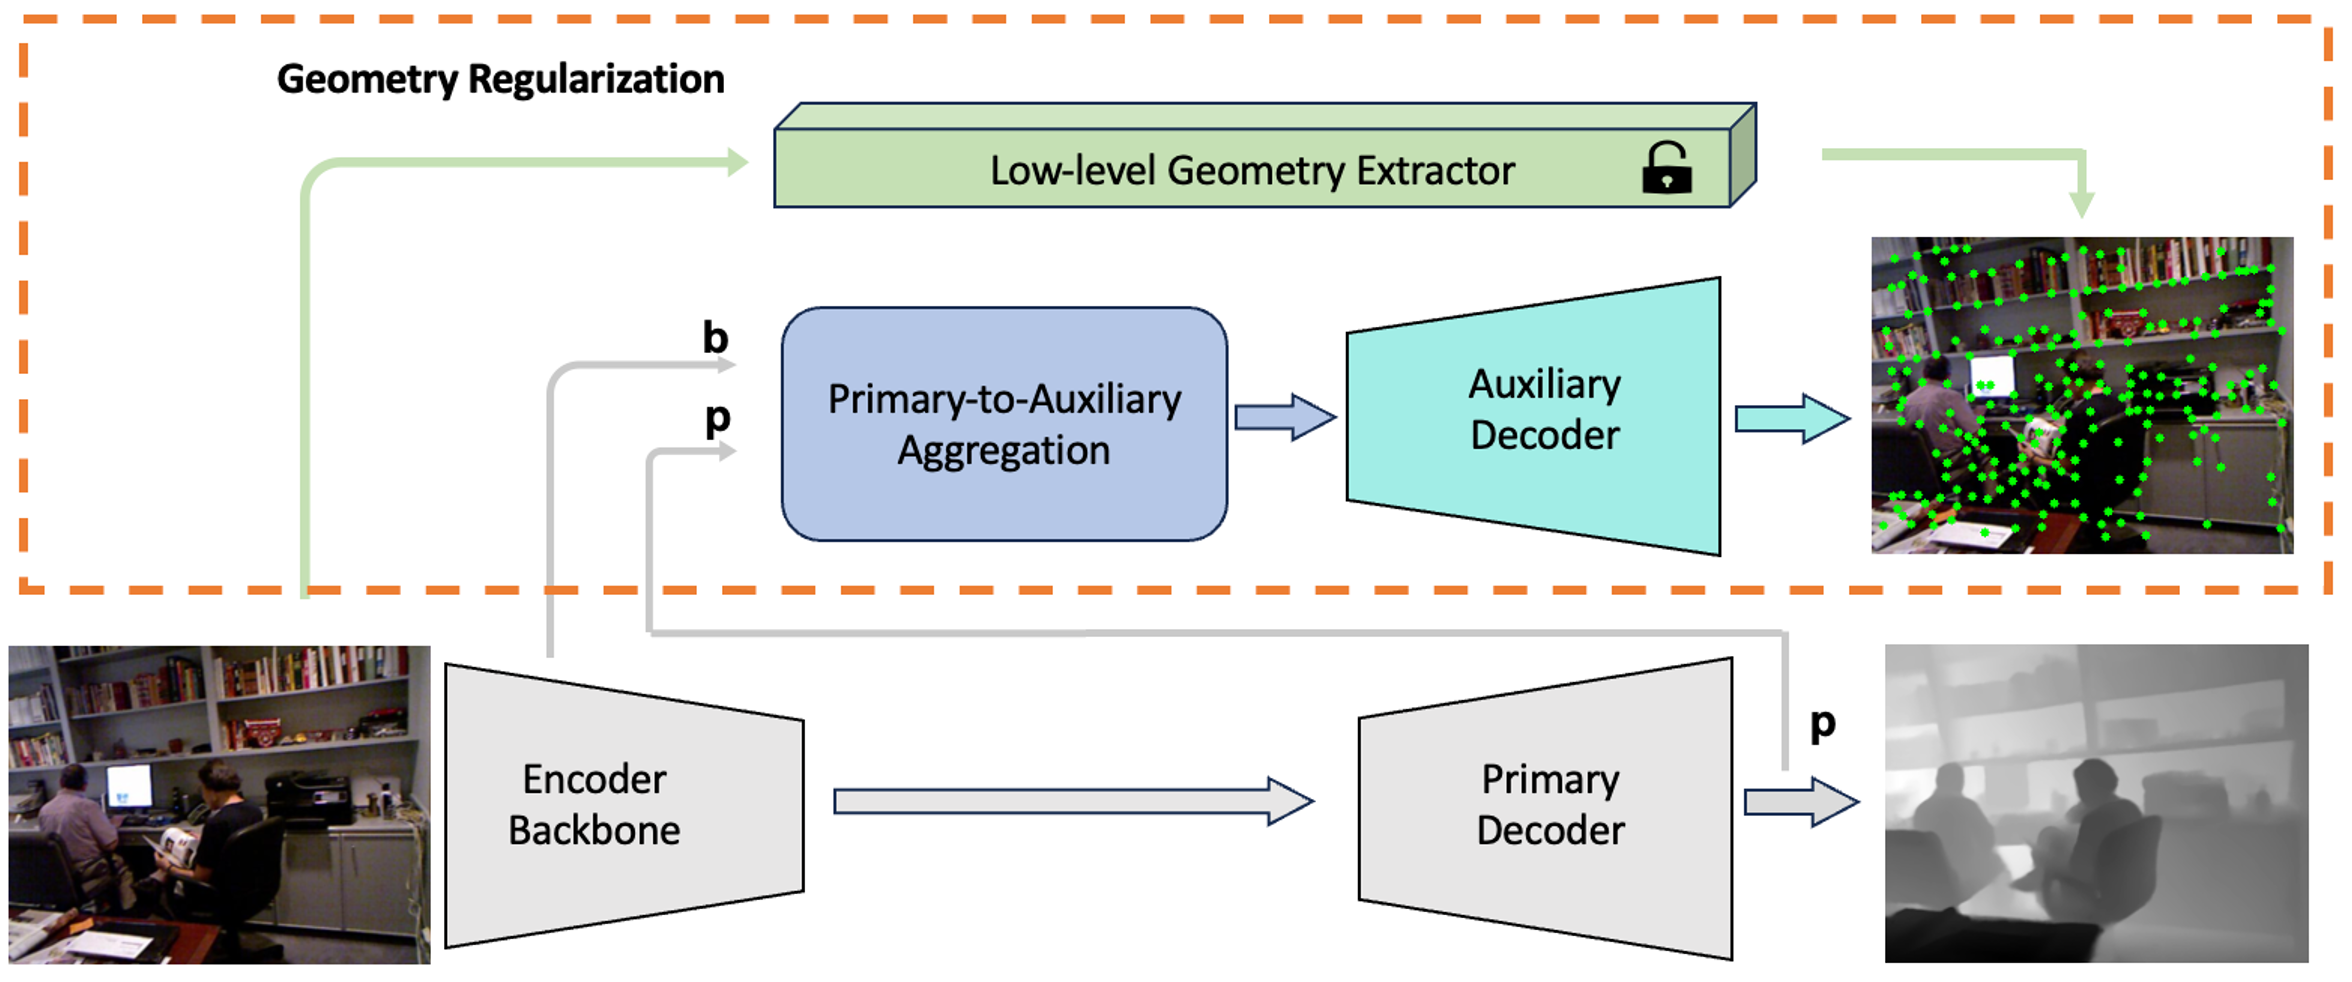 Geometry Regularization
Low-level Geometry Extractor
b
p
Primary-to-Auxiliary
Aggregation
Auxiliary
Decoder
Encoder
Backbone
Primary
Decoder
p